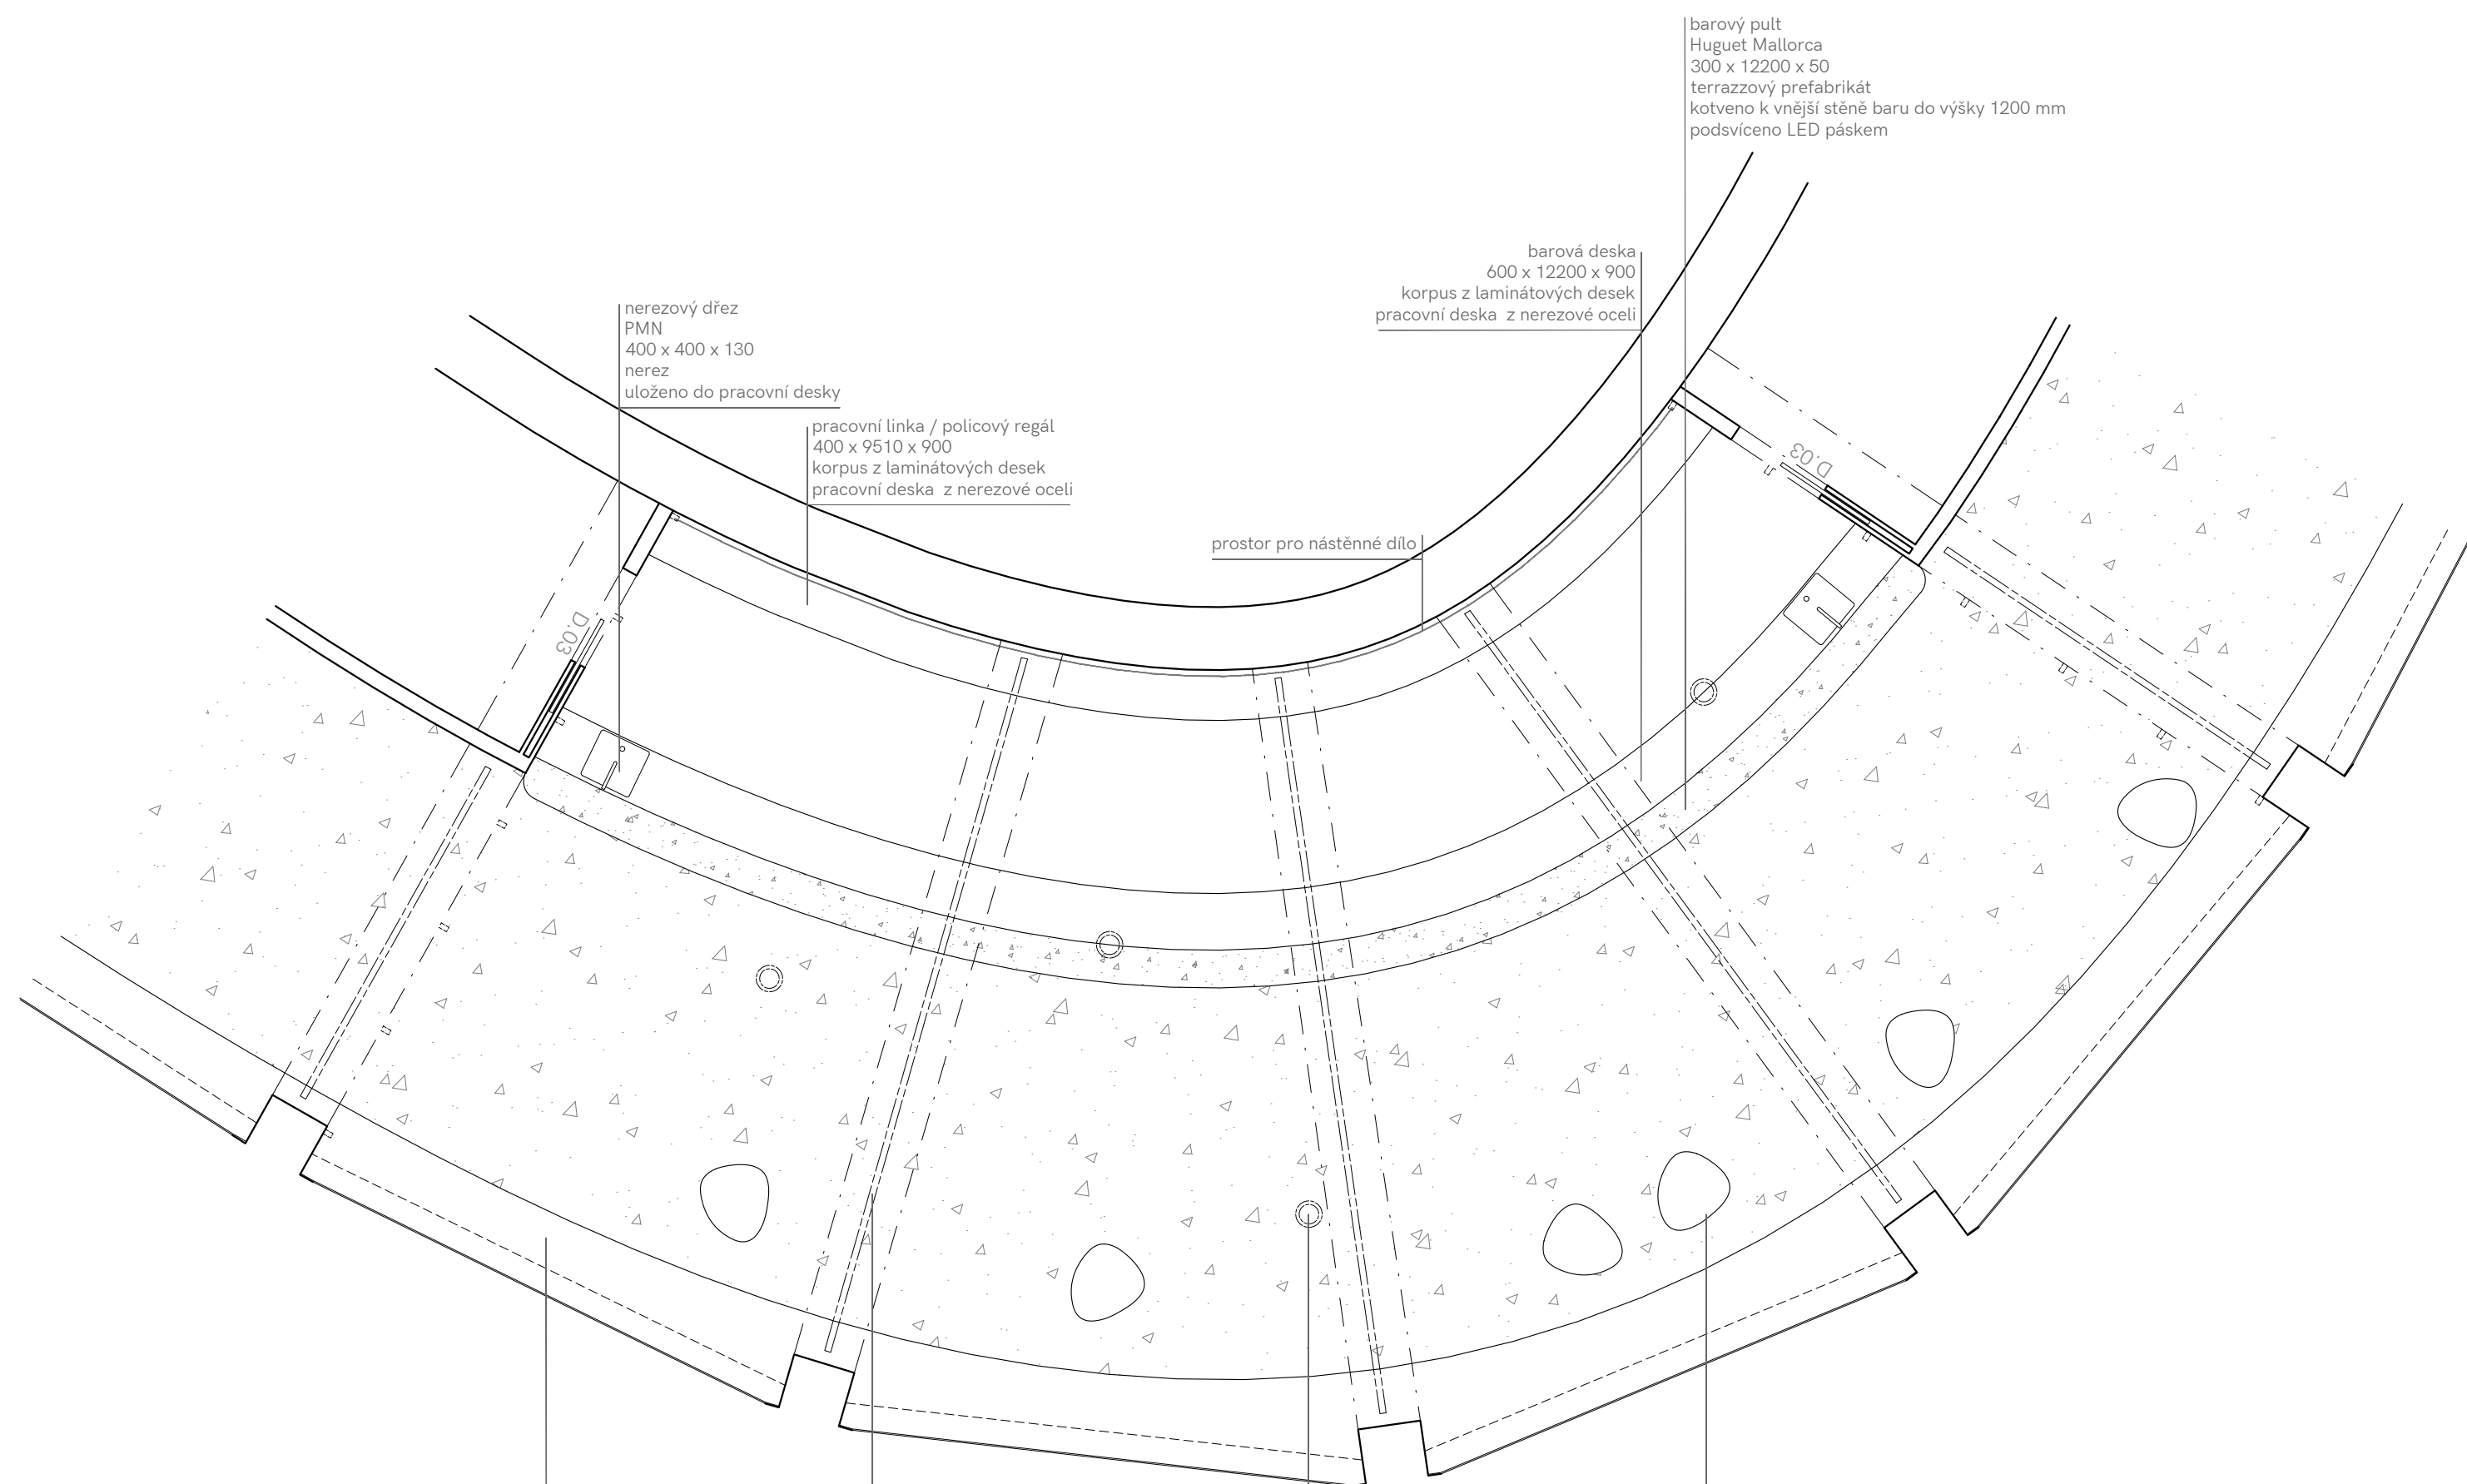 barový pult
Huguet Mallorca
300 x 12200 x 50
terrazzový prefabrikát
kotveno k vnější stěně baru do výšky 1200 mm
podsvíceno LED páskem
barová deska
600 x 12200 x 900
korpus z laminátových desek
pracovní deska  z nerezové oceli
nerezový dřez
PMN
400 x 400 x 130
nerez
uloženo do pracovní desky
pracovní linka / policový regál
400 x 9510 x 900
korpus z laminátových desek
pracovní deska  z nerezové oceli
prostor pro nástěnné dílo
D.03
D.03